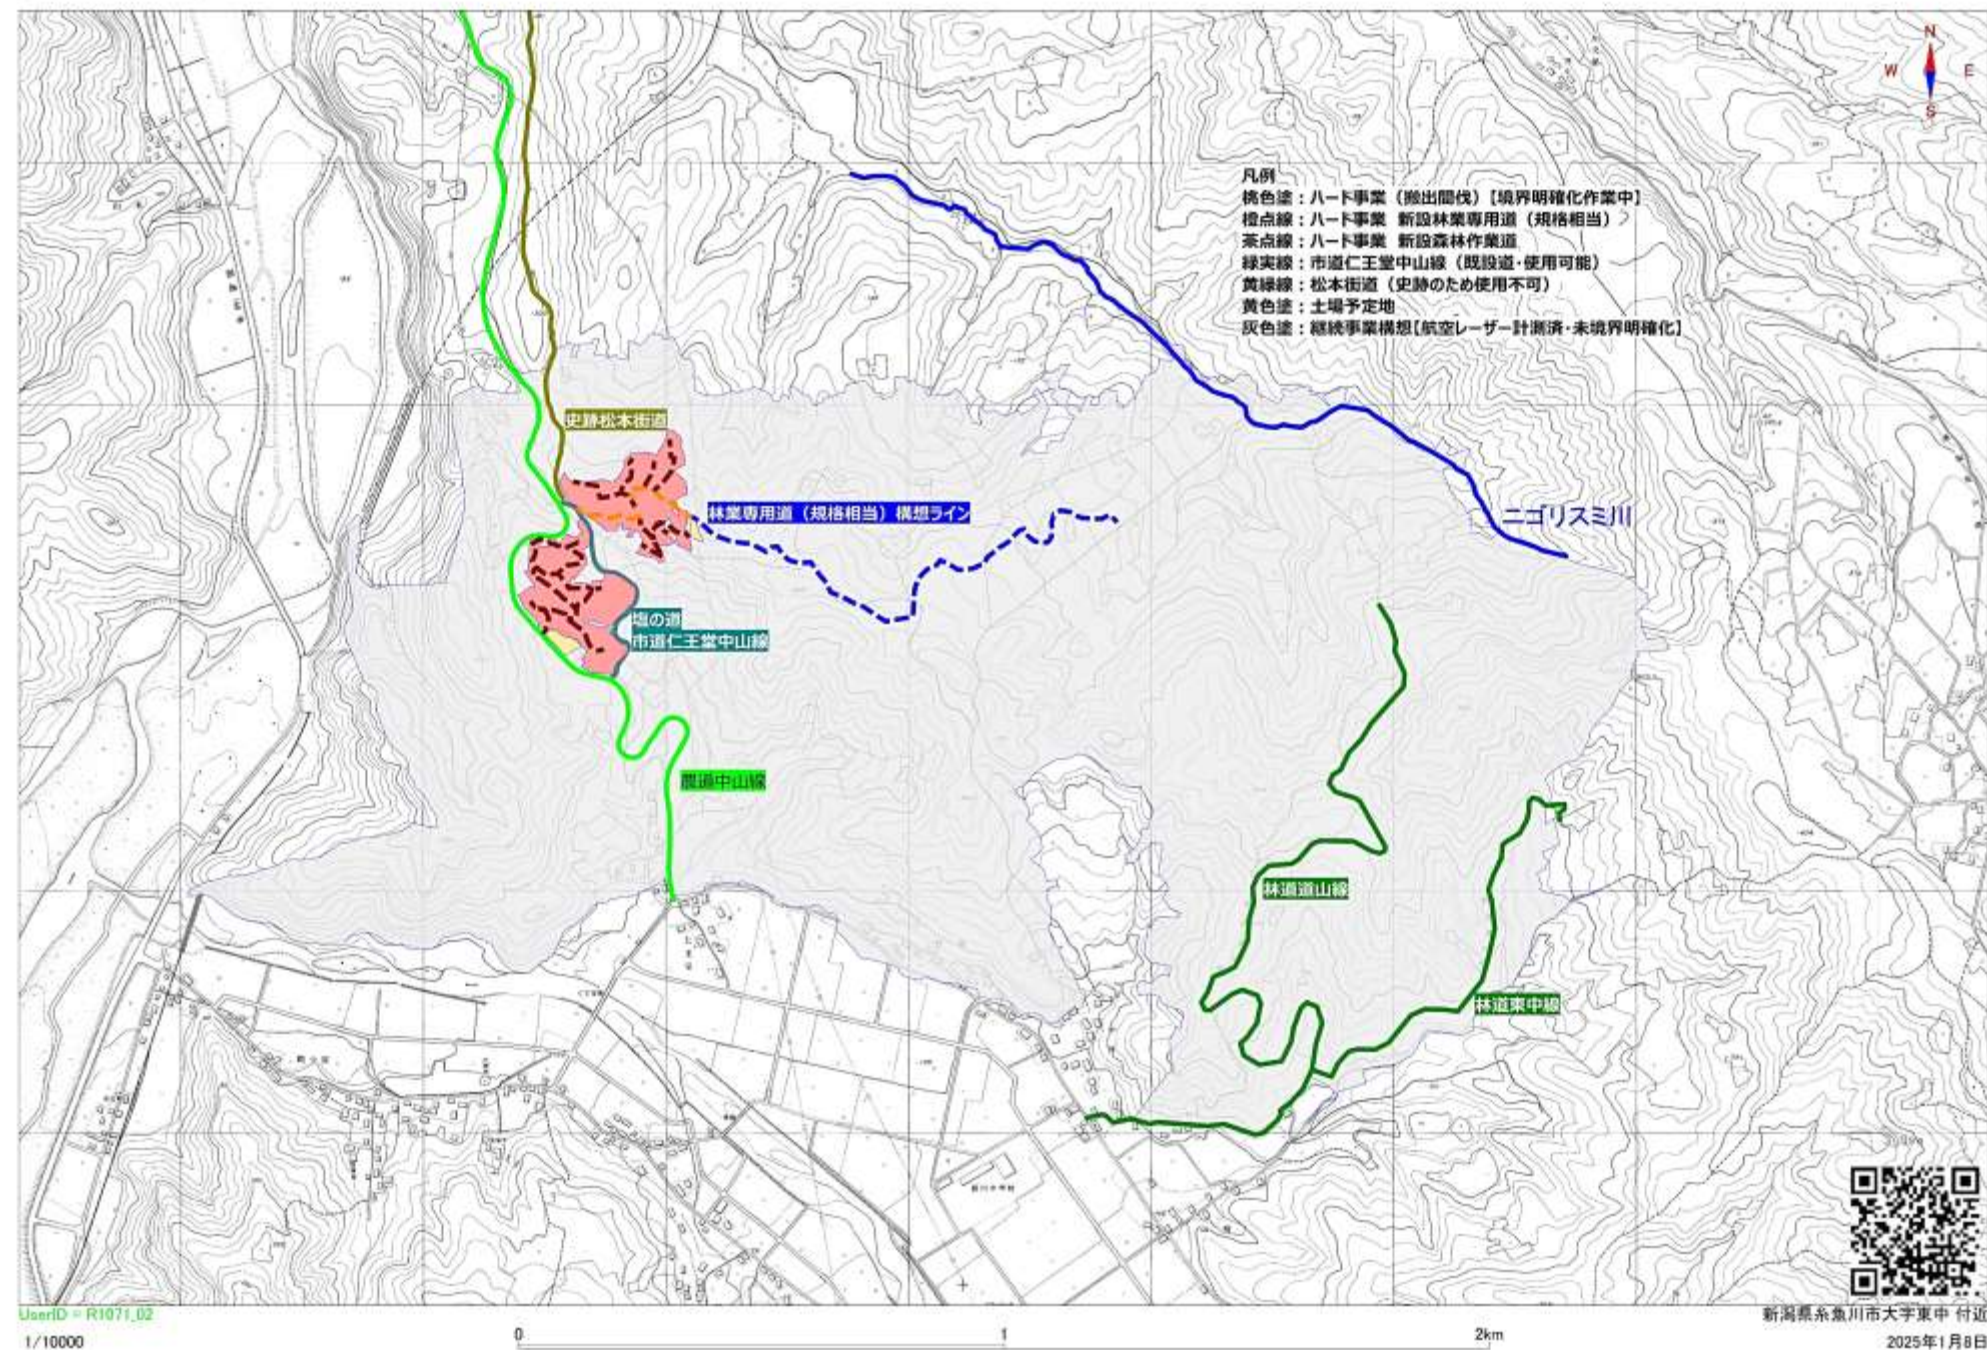 N
W E
S
凡例
桃色塗：ハード事業（搬出間伐）【境界明確化作業中】
橙点線：ハード事業 新設林業専用道（規格相当）
茶点線：ハード事業 新設森林作業道
緑実線：市道仁王堂中山線（既設道・使用可能）
黄緑線：松本街道（史跡のため使用不可）
黄色塗：土場予定地
灰色塗：継続事業構想【航空レーザー計測済・未境界明確化】
史跡松本街道
林業専用道（規格相当）構想ライン
ニゴリスミ川
塩の道
市道仁王堂中山線
農道中山線
林道道山線
林道東中線
UserID = R1071_02
1/10000
0 1 2km
新潟県糸魚川市大字東中 付近
2025年1月8日